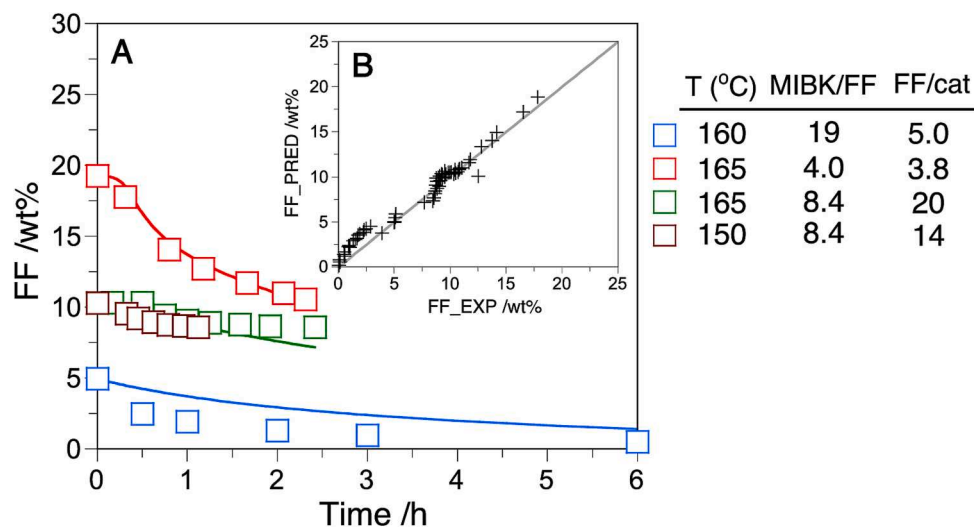 A
FF /wt%
30
25
20
15
10
5
0
0 1 2 3 4 5 6
Time /h
B
FF_PRED /wt%
25
20
15
10
5
0
0 5 10 15 20 25
FF_EXP /wt%
T (°C) MIBK/FF FF/cat
160 19 5.0
165 4.0 3.8
165 8.4 20
150 8.4 14